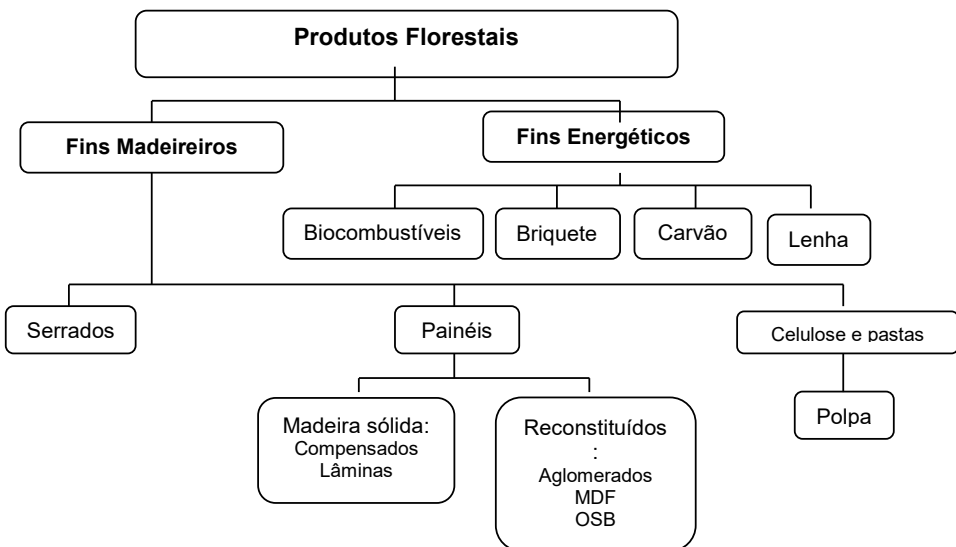 Produtos Florestais
Fins Madeireiros
Fins Energéticos
Biocombustíveis
Briquete
Carvão
Lenha
Serrados
Painéis
Celulose e pastas
Madeira sólida:
Compensados
Lâminas
Reconstituídos
:
Aglomerados
MDF
OSB
Polpa